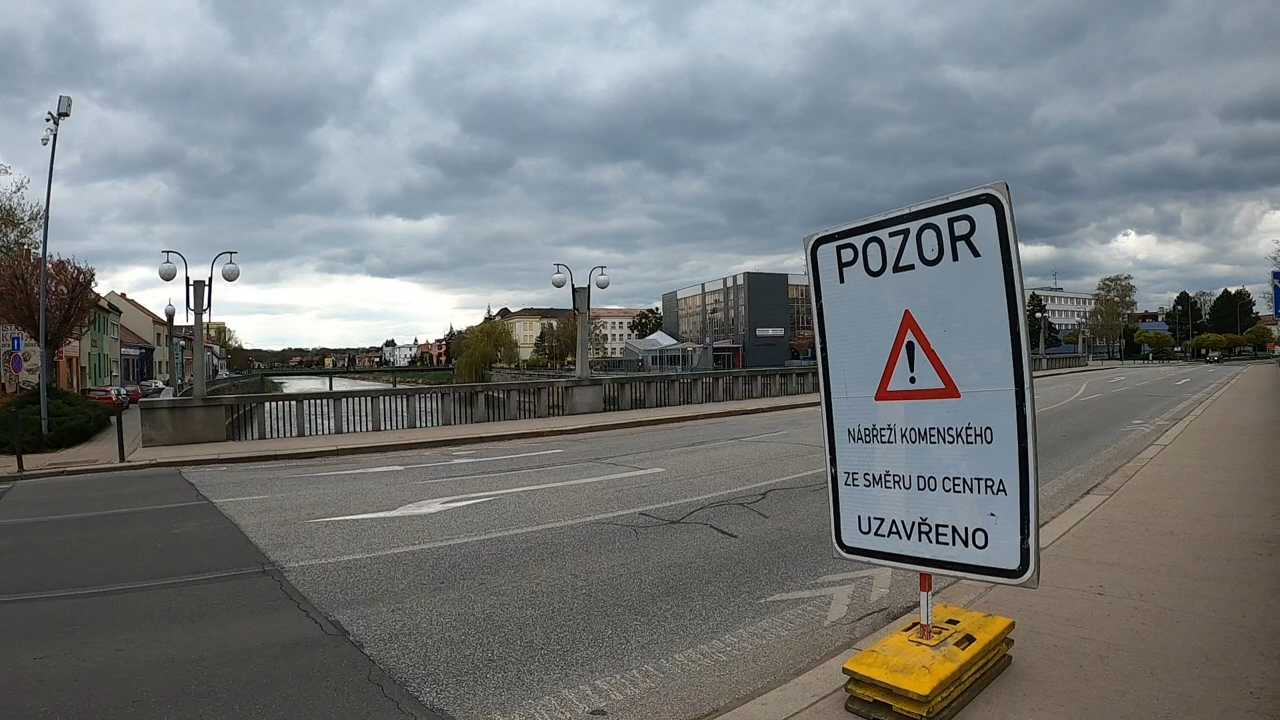 POZOR
!
NÁBŘEŽÍ KOMENSKÉHO
ZE SMĚRU DO CENTRA
UZAVŘENO